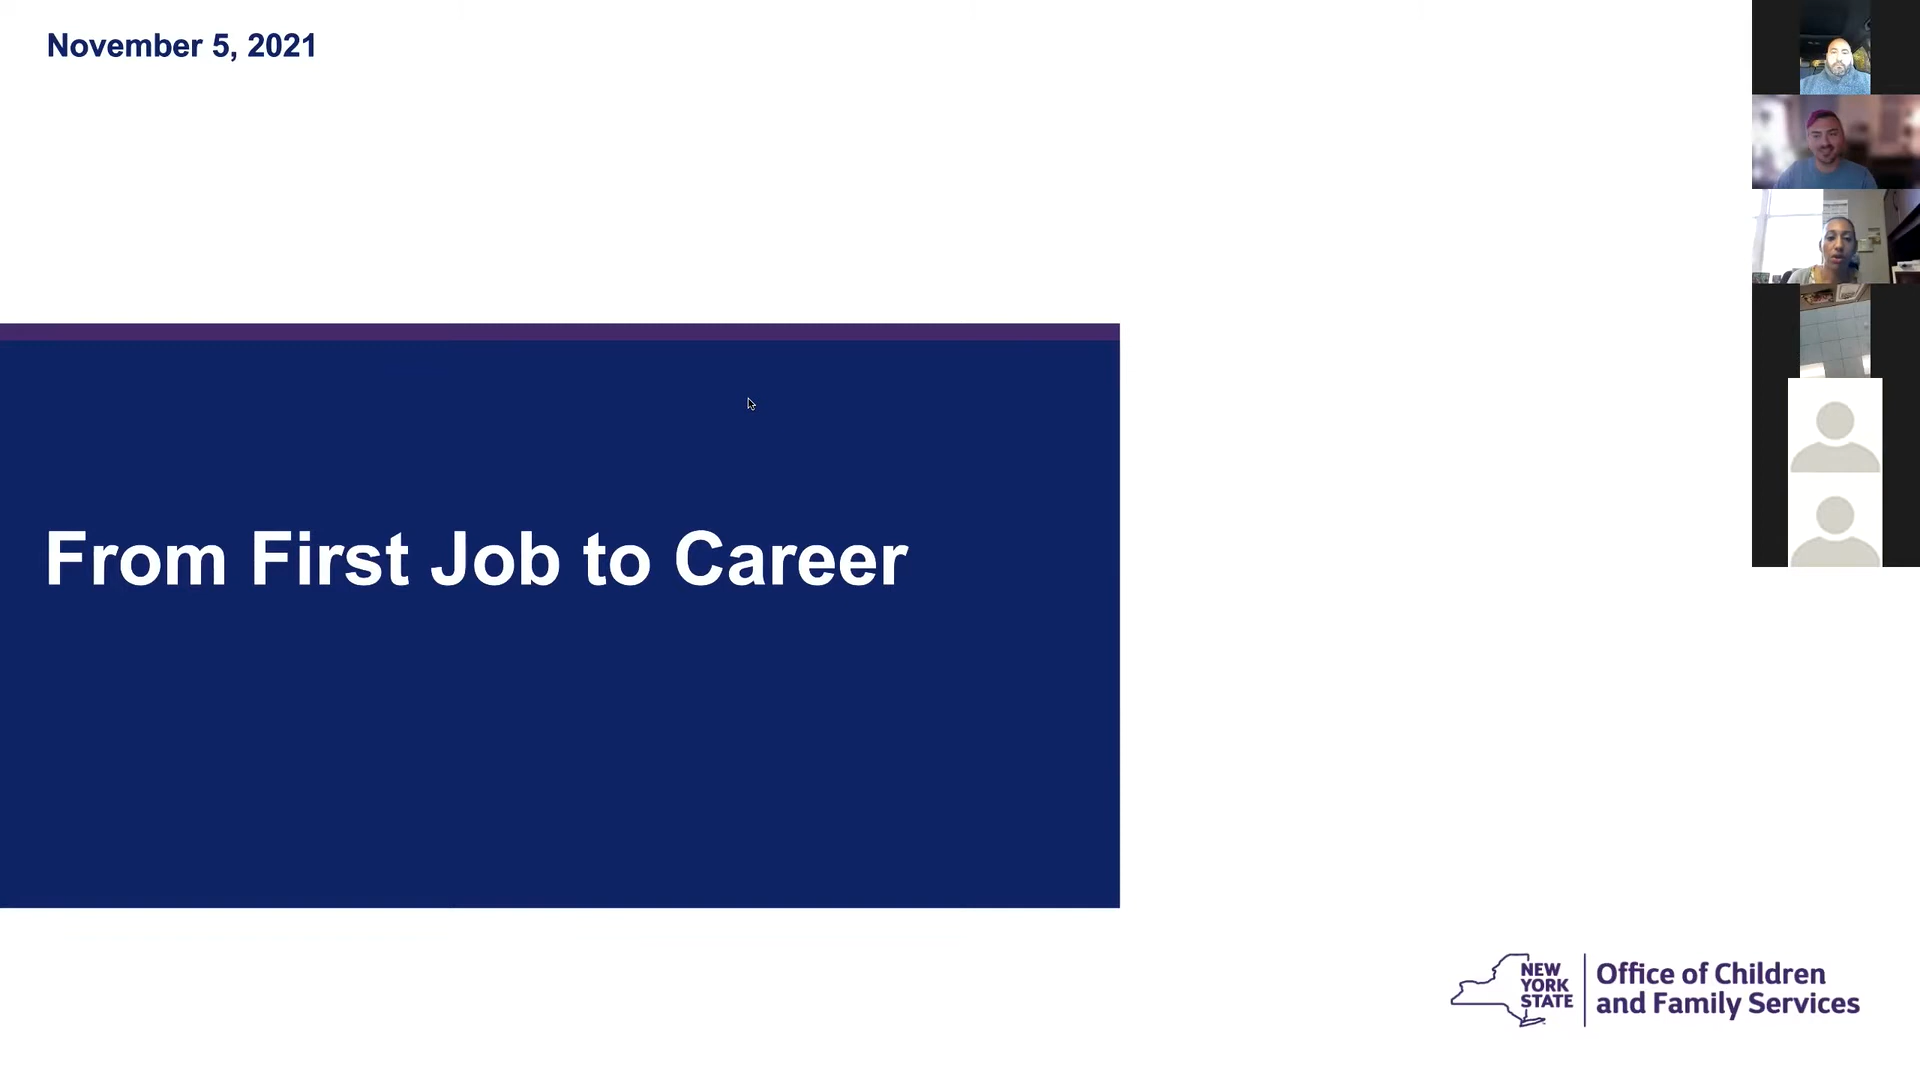 November 5, 2021
From First Job to Career
NEW
YORK
STATE
Office of Children
and Family Services